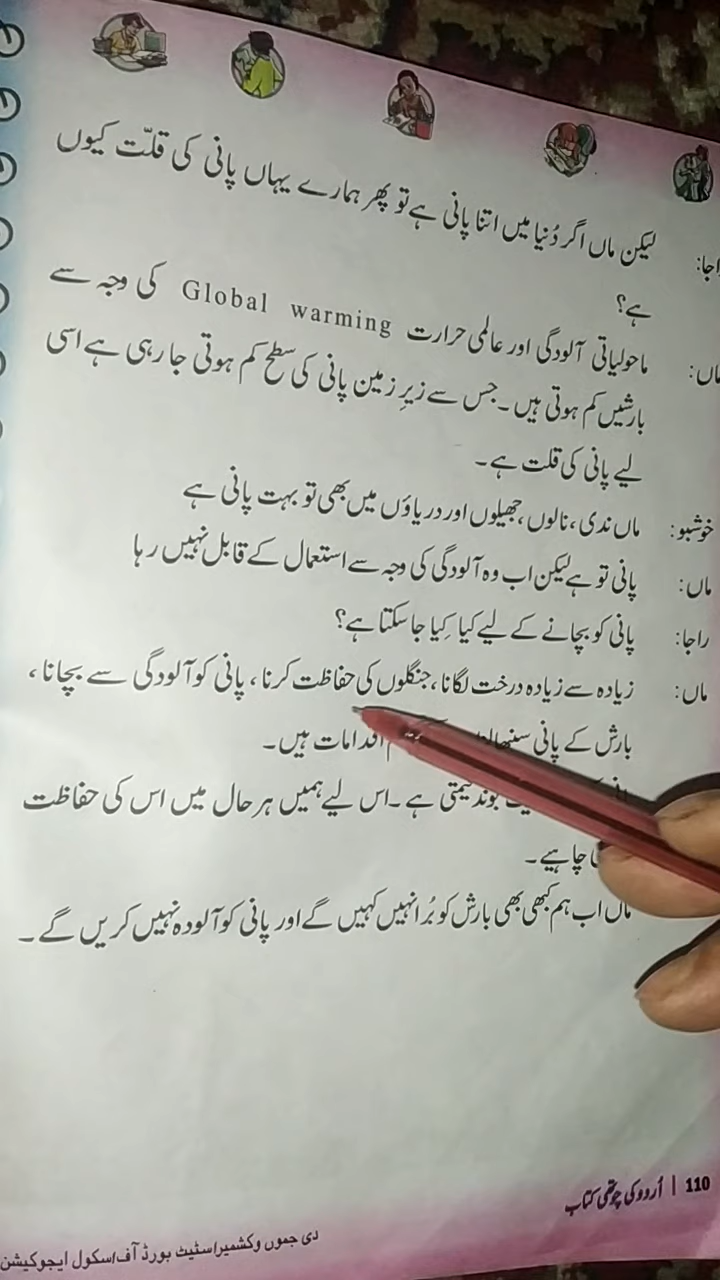 راجا: لیکن ماں اگر دُنیا میں اتنا پانی ہے تو پھر ہمارے یہاں پانی کی قلّت کیوں
ہے؟
ماں: ماحولیاتی آلودگی اور عالمی حرارت Global warming کی وجہ سے
بارشیں کم ہوتی ہیں۔ جس سے زیرِ زمین پانی کی سطح کم ہوتی جا رہی ہے اسی
لیے پانی کی قلت ہے۔
خوشبو: ماں ندی، نالوں، جھیلوں اور دریاؤں میں بھی تو بہت پانی ہے
ماں: پانی تو ہے لیکن اب وہ آلودگی کی وجہ سے استعمال کے قابل نہیں رہا
راجا: پانی کو بچانے کے لیے کیا کِیا جا سکتا ہے؟
ماں: زیادہ سے زیادہ درخت لگانا، جنگلوں کی حفاظت کرنا، پانی کو آلودگی سے بچانا،
بارش کے پانی اقدامات ہیں۔
بوند قیمتی ہے۔ اس لیے ہمیں ہر حال میں اس کی حفاظت
چاہیے۔
ماں اب ہم کبھی بھی بارش کو بُرا نہیں کہیں گے اور پانی کو آلودہ نہیں کریں گے۔
110 | اُردو کی چوتھی کتاب
دی جموں و کشمیر اسٹیٹ بورڈ آف اسکول ایجوکیشن